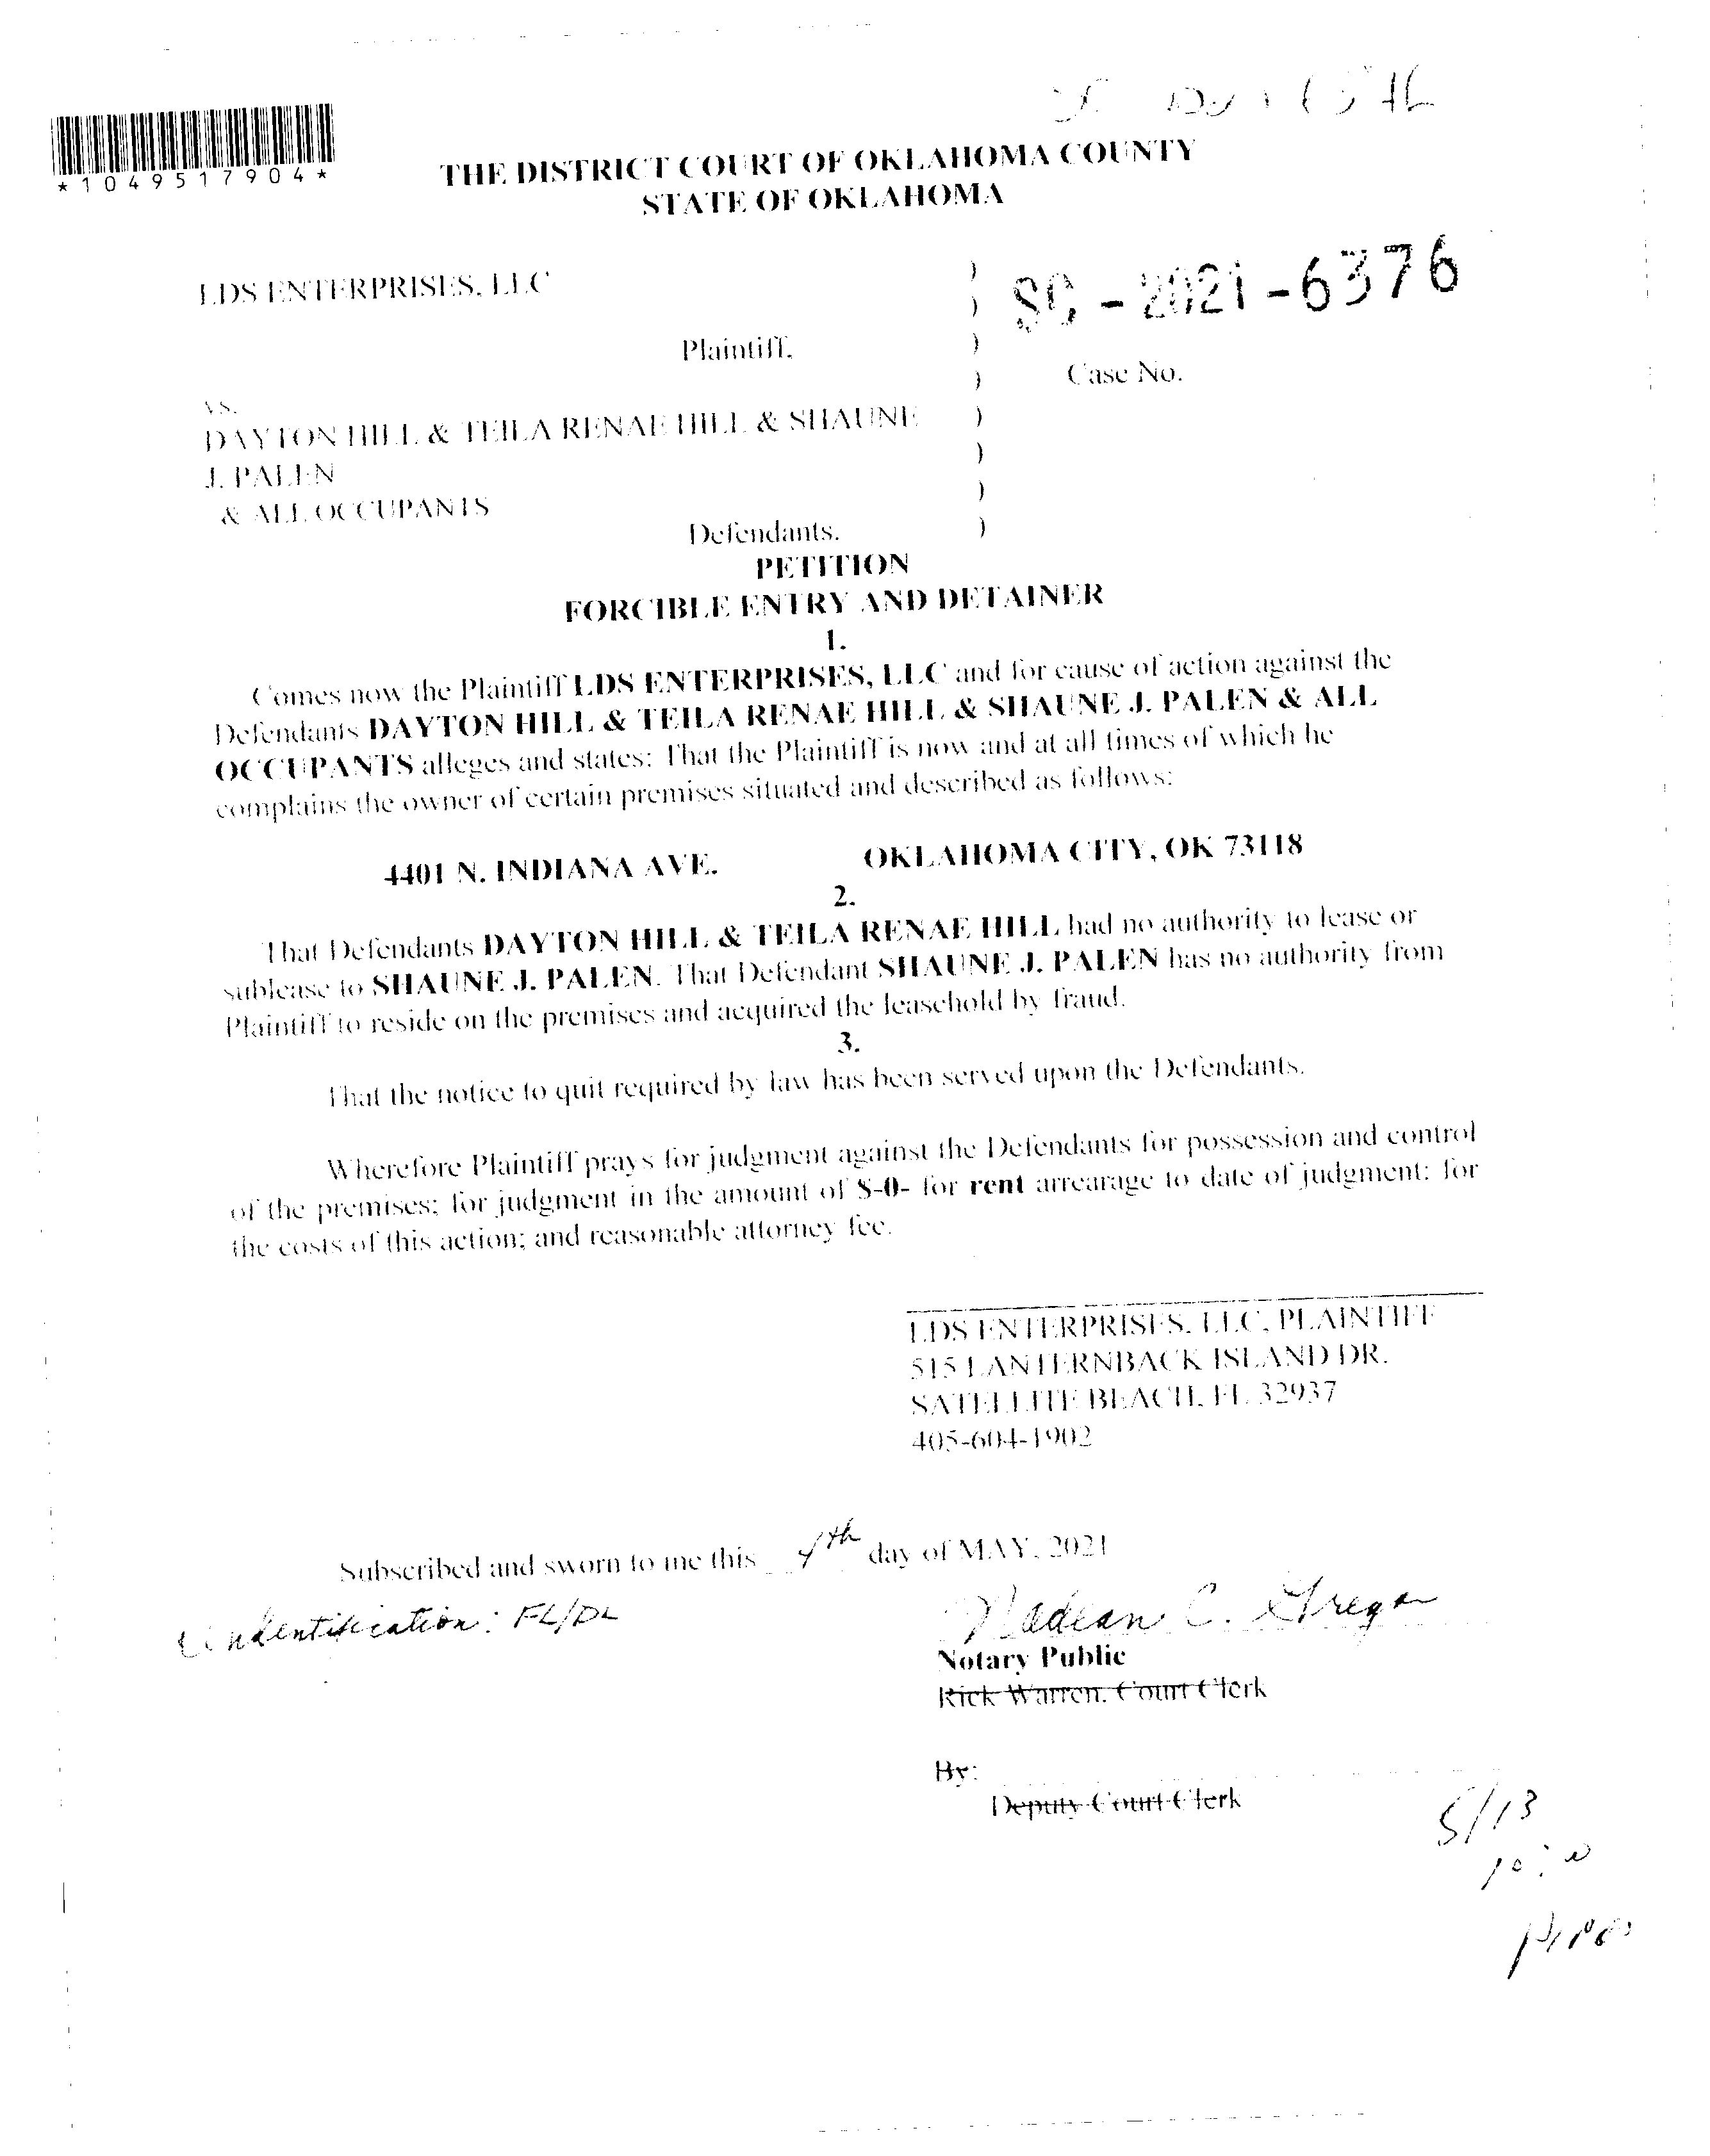 *1049517904*
THE DISTRICT COURT OF OKLAHOMA COUNTY
STATE OF OKLAHOMA
LDS ENTERPRISES, LLC
SC-2021-6376
Plaintiff,
Case No.
vs.
DAYTON HILL & TEILA RENAE HILL & SHAUNE
J. PALEN
& ALL OCCUPANTS
Defendants.
PETITION
FORCIBLE ENTRY AND DETAINER
1.
Comes now the Plaintiff LDS ENTERPRISES, LLC and for cause of action against the
Defendants DAYTON HILL & TEILA RENAE HILL & SHAUNE J. PALEN & ALL
OCCUPANTS alleges and states: That the Plaintiff is now and at all times of which he
complains the owner of certain premises situated and described as follows:
4401 N. INDIANA AVE. OKLAHOMA CITY, OK 73118
2.
That Defendants DAYTON HILL & TEILA RENAE HILL had no authority to lease or
sublease to SHAUNE J. PALEN. That Defendant SHAUNE J. PALEN has no authority from
Plaintiff to reside on the premises and acquired the leasehold by fraud.
3.
That the notice to quit required by law has been served upon the Defendants.
Wherefore Plaintiff prays for judgment against the Defendants for possession and control
of the premises; for judgment in the amount of $-0- for rent arrearage to date of judgment; for
the costs of this action; and reasonable attorney fee.
LDS ENTERPRISES, LLC, PLAINTIFF
515 LANTERNBACK ISLAND DR.
SATELLITE BEACH, FL 32937
405-604-1902
Subscribed and sworn to me this 4th day of MAY, 2021
indentification: FL/DL
Nadean C.
Notary Public
Rick Warren, Court Clerk
By:
Deputy Court Clerk
5/13